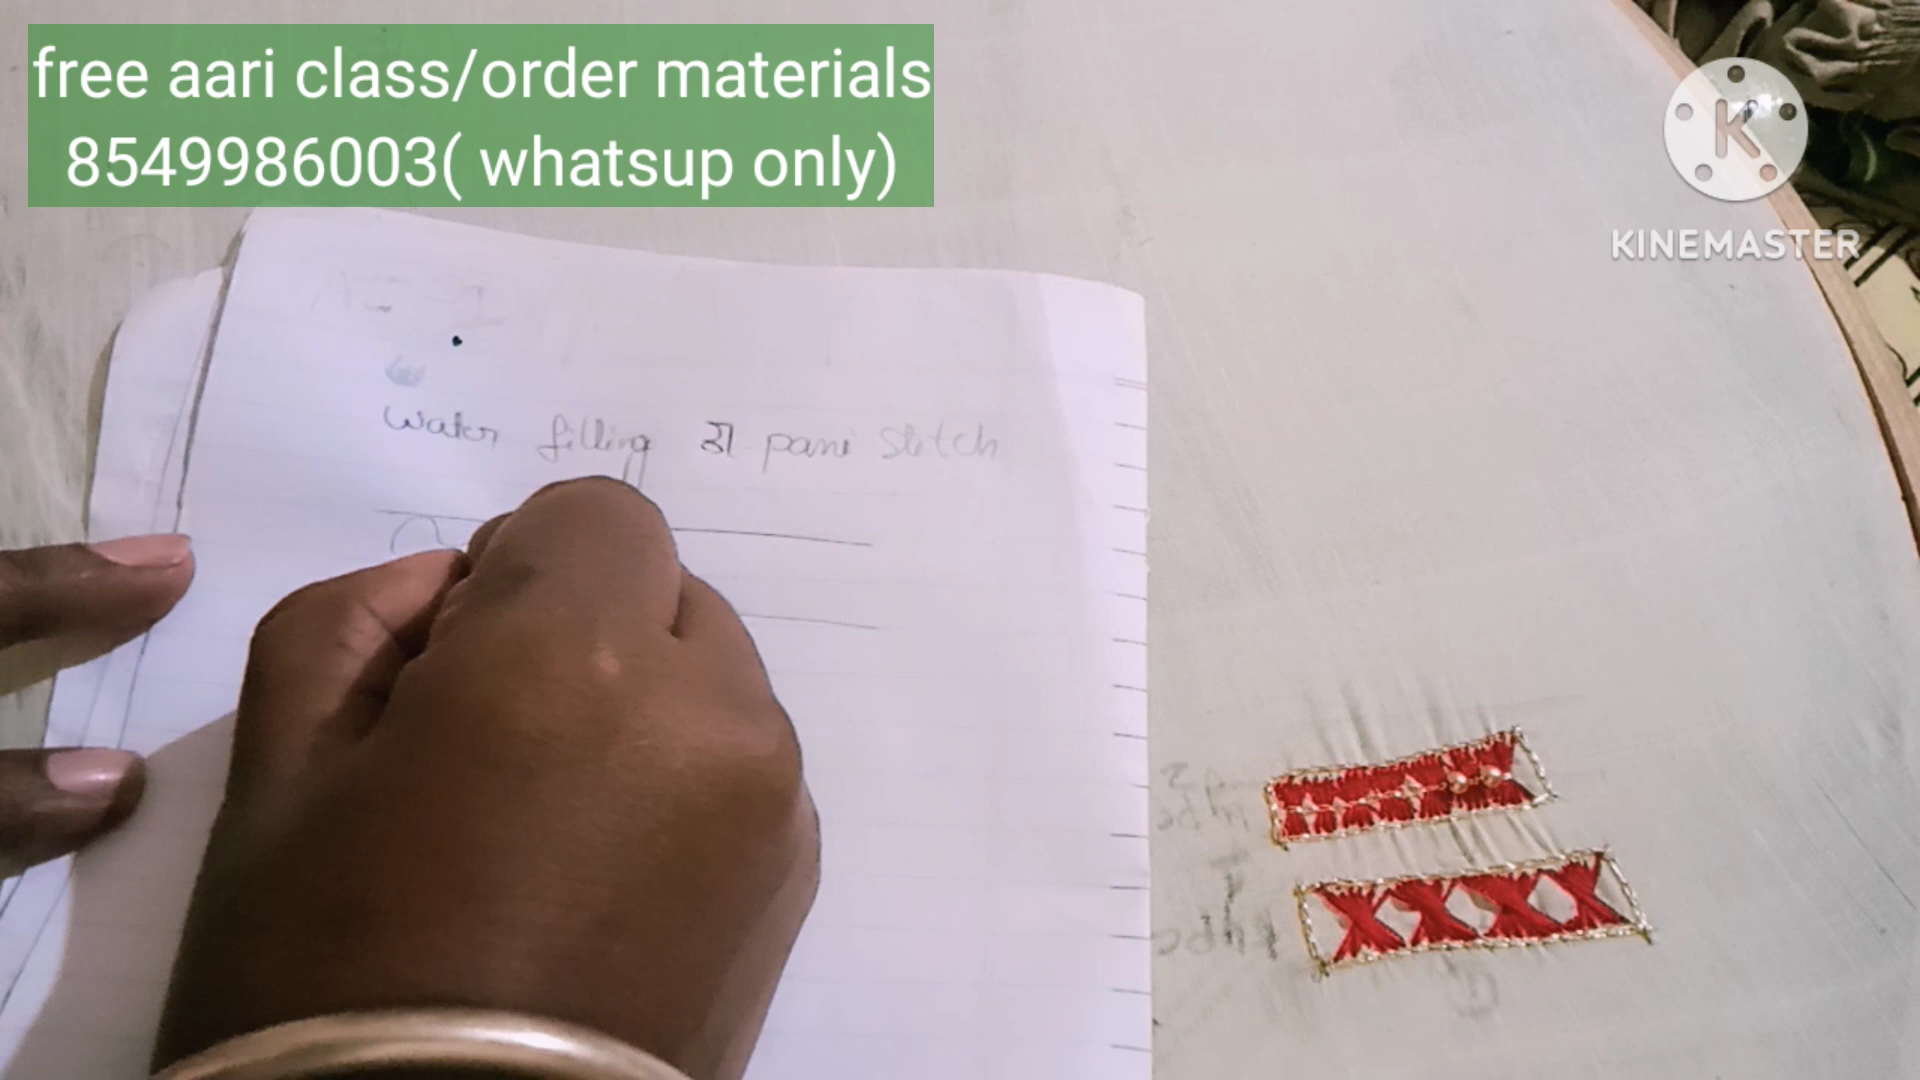 free aari class/order materials
8549986003( whatsup only)
KINEMASTER
water filling ಹಾ pani stitch